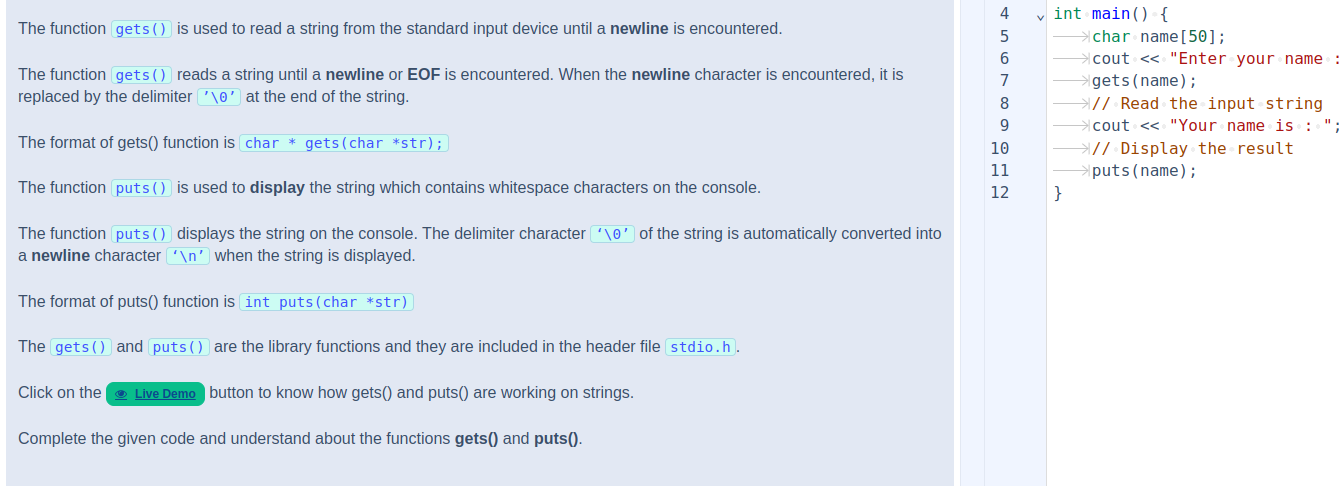 The function gets() is used to read a string from the standard input device until a newline is encountered.
The function gets() reads a string until a newline or EOF is encountered. When the newline character is encountered, it is
replaced by the delimiter ’\0’ at the end of the string.
The format of gets() function is char * gets(char *str);
The function puts() is used to display the string which contains whitespace characters on the console.
The function puts() displays the string on the console. The delimiter character ‘\0’ of the string is automatically converted into
a newline character ‘\n’ when the string is displayed.
The format of puts() function is int puts(char *str)
The gets() and puts() are the library functions and they are included in the header file stdio.h.
Click on the Live Demo button to know how gets() and puts() are working on strings.
Complete the given code and understand about the functions gets() and puts().
4 int main() {
5 char name[50];
6 cout << "Enter your name :
7 gets(name);
8 // Read the input string
9 cout << "Your name is : ";
10 // Display the result
11 puts(name);
12 }